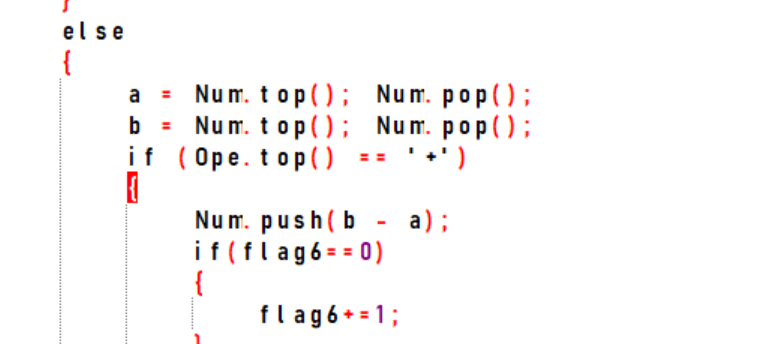 }
else
{
a = Num.top(); Num.pop();
b = Num.top(); Num.pop();
if (Ope.top() == '+')
{
Num.push(b - a);
if(flag6==0)
{
flag6+=1;
}